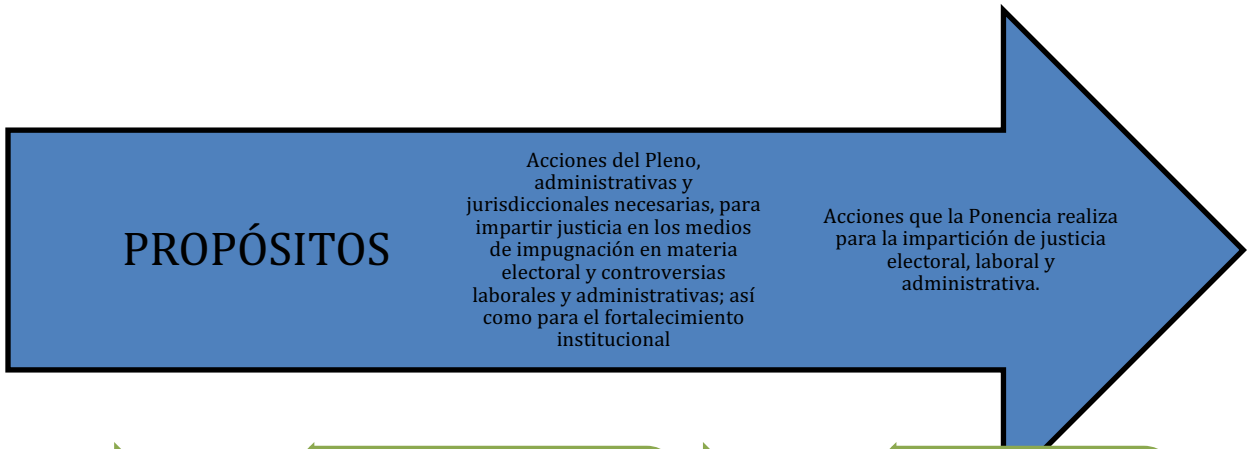 PROPÓSITOS
Acciones del Pleno,
administrativas y
jurisdiccionales necesarias, para
impartir justicia en los medios
de impugnación en materia
electoral y controversias
laborales y administrativas; así
como para el fortalecimiento
institucional
Acciones que la Ponencia realiza
para la impartición de justicia
electoral, laboral y
administrativa.